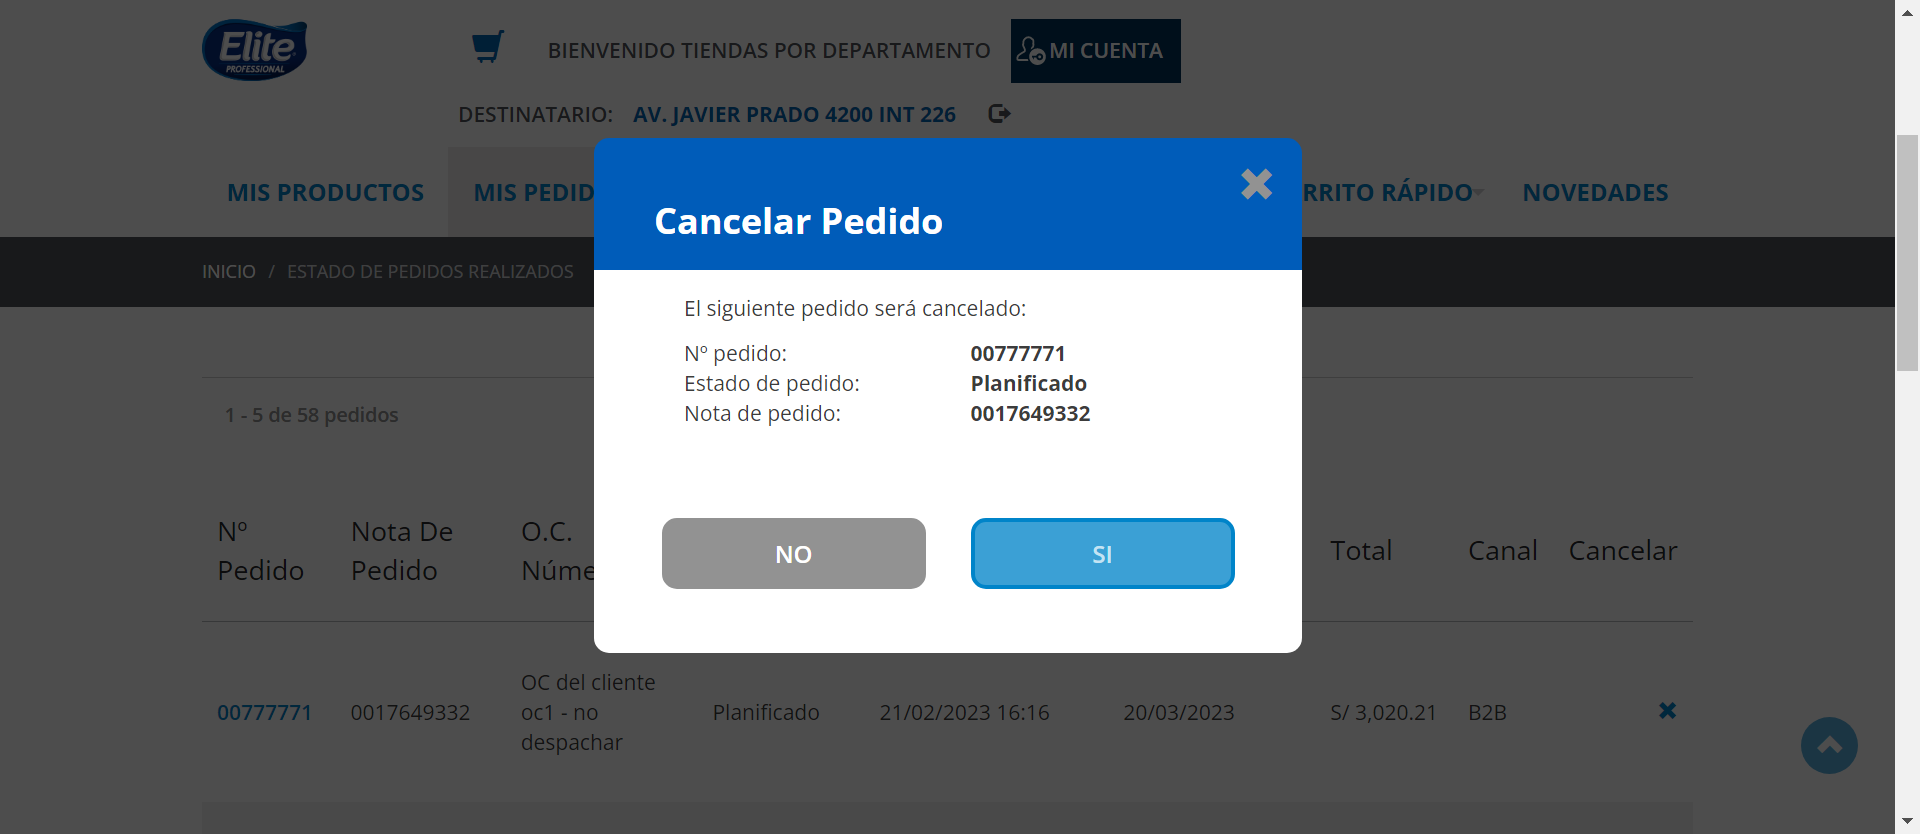 Elite
PROFESSIONAL
BIENVENIDO TIENDAS POR DEPARTAMENTO
MI CUENTA
DESTINATARIO: AV. JAVIER PRADO 4200 INT 226
MIS PRODUCTOS
MIS PEDID
RRITO RÁPIDO
NOVEDADES
INICIO / ESTADO DE PEDIDOS REALIZADOS
Cancelar Pedido
El siguiente pedido será cancelado:
Nº pedido: 00777771
Estado de pedido: Planificado
Nota de pedido: 0017649332
NO
SI
1 - 5 de 58 pedidos
Nº Pedido
Nota De Pedido
O.C. Núme
Total
Canal
Cancelar
00777771
0017649332
OC del cliente
oc1 - no
despachar
Planificado
21/02/2023 16:16
20/03/2023
S/ 3,020.21
B2B